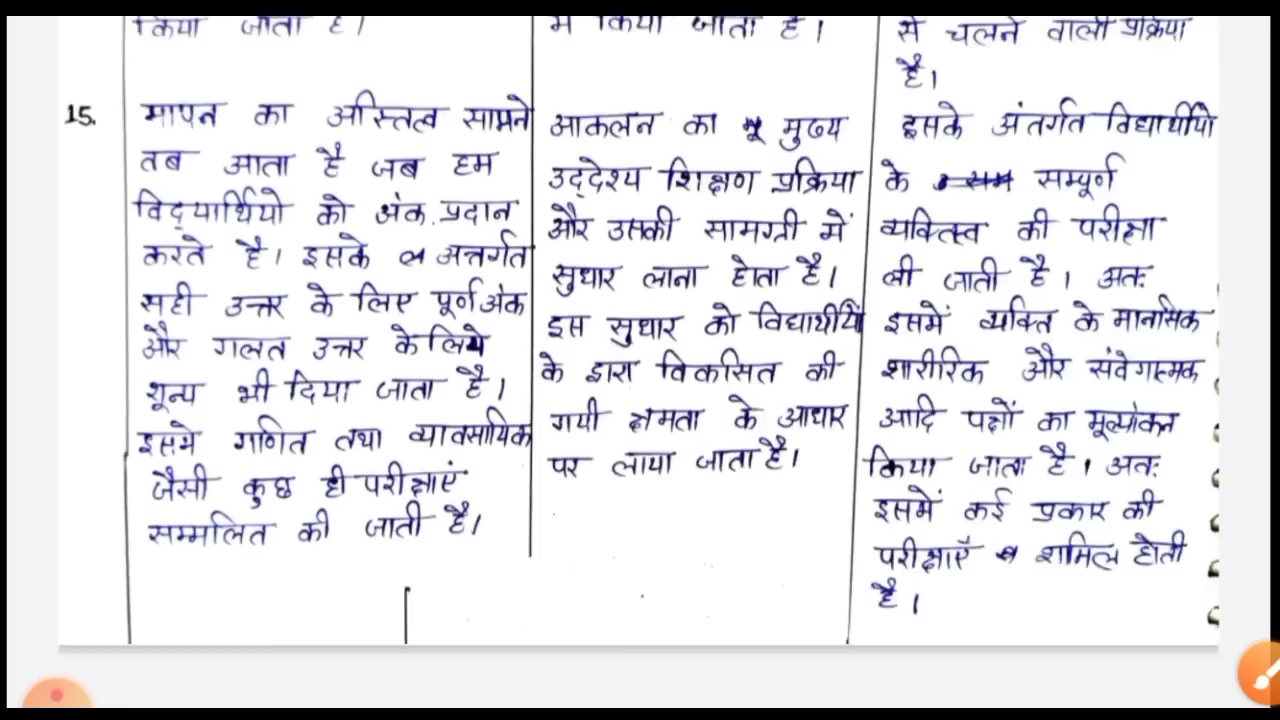 किया जाता है।
15. मापन का अस्तित्व सामने
तब आता है जब हम
विद्यार्थियो को अंक प्रदान
करते है। इसके अन्तर्गत
सही उत्तर के लिए पूर्ण अंक
और गलत उत्तर के लिये
शून्य भी दिया जाता है।
इसमे गणित तथा व्यावसायिक
जैसी कुछ ही परीक्षाएं
सम्मलित की जाती है।
में किया जाता है।
आकलन का मुख्य
उद्देश्य शिक्षण प्रक्रिया
और उसकी सामग्री में
सुधार लाना होता है।
इस सुधार को विद्यार्थीयों
के द्वारा विकसित की
गयी क्षमता के आधार
पर लाया जाता है।
से चलने वाली प्रक्रिया
है।
इसके अंतर्गत विद्यार्थीयो
के सम्पूर्ण
व्यक्तित्व की परीक्षा
ली जाती है। अतः
इसमें व्यक्ति के मानसिक
शारीरिक और संवेगात्मक
आदि पक्षों का मूल्यांकन
किया जाता है। अतः
इसमें कई प्रकार की
परीक्षाएँ शामिल होती
है।